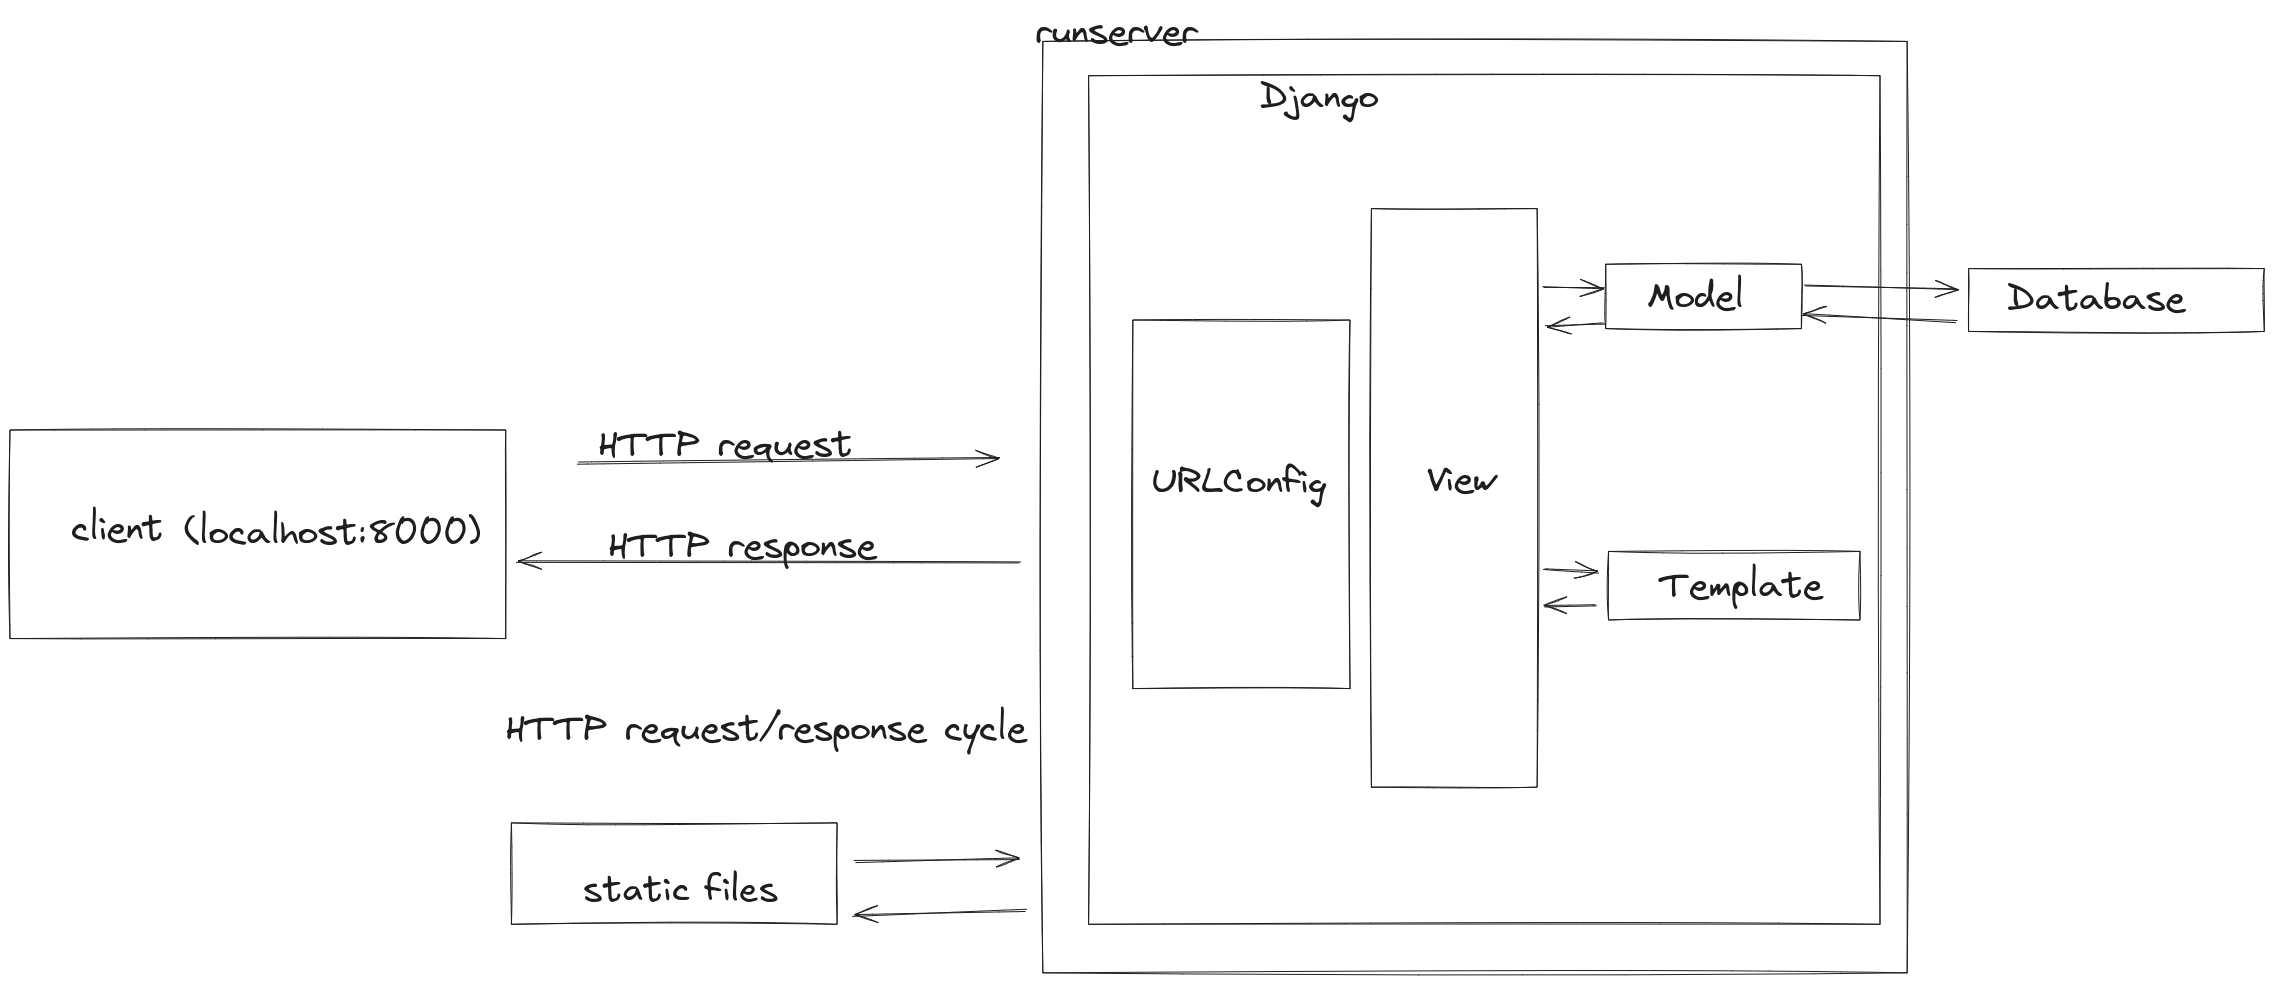 runserver
Django
Model
Database
HTTP request
URLConfig
View
client (localhost:8000)
HTTP response
Template
HTTP request/response cycle
static files